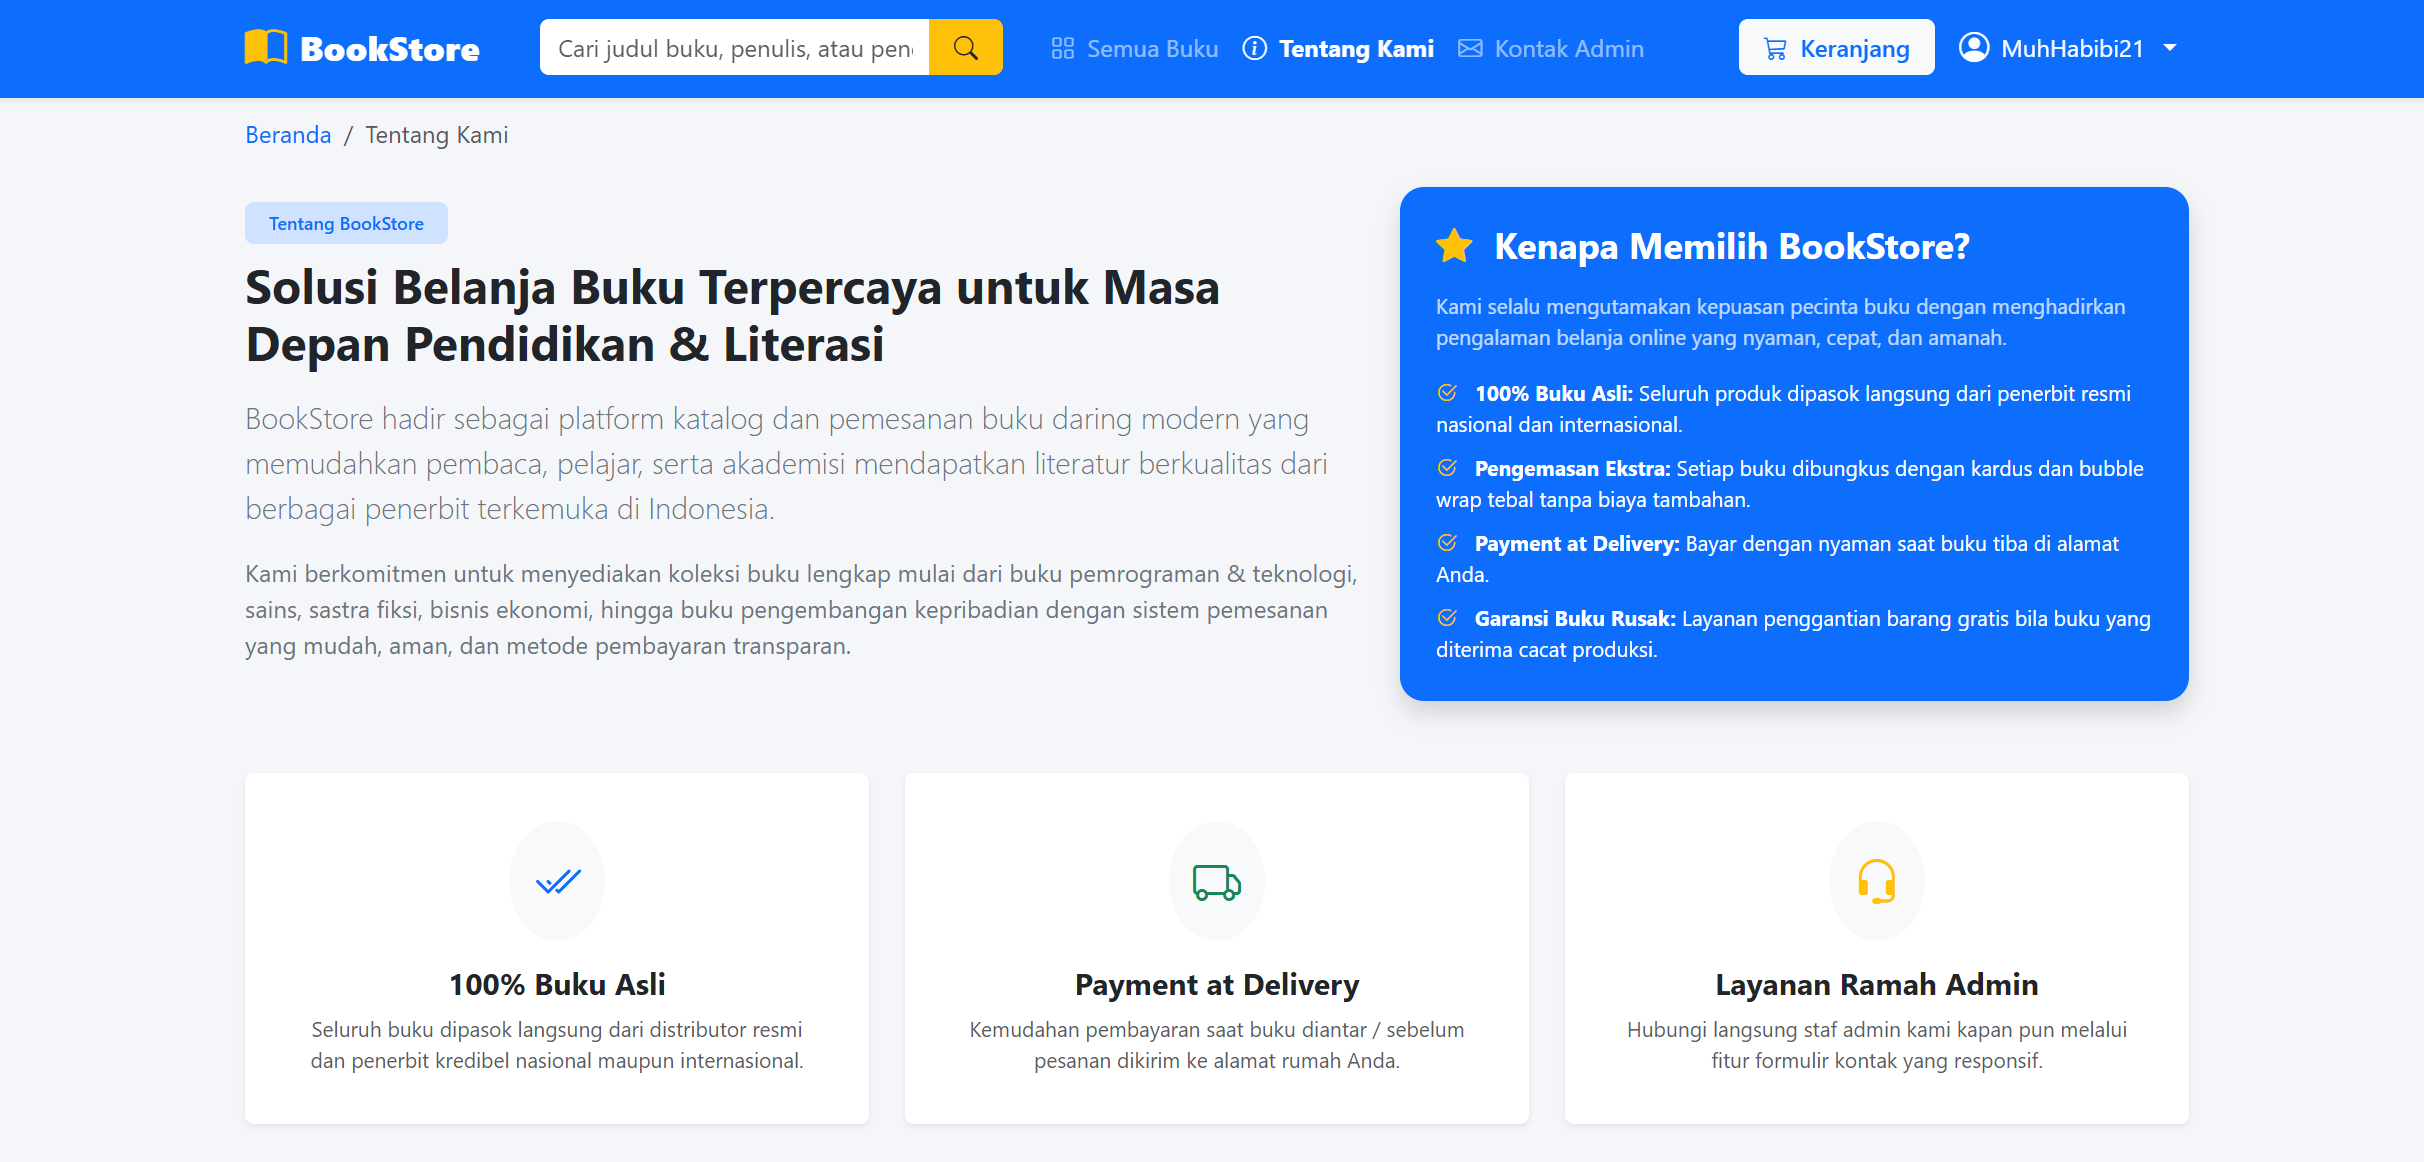 BookStore
Cari judul buku, penulis, atau pen
Semua Buku
Tentang Kami
Kontak Admin
Keranjang
MuhHabibi21
Beranda / Tentang Kami
Tentang BookStore
Solusi Belanja Buku Terpercaya untuk Masa
Depan Pendidikan & Literasi
BookStore hadir sebagai platform katalog dan pemesanan buku daring modern yang
memudahkan pembaca, pelajar, serta akademisi mendapatkan literatur berkualitas dari
berbagai penerbit terkemuka di Indonesia.
Kami berkomitmen untuk menyediakan koleksi buku lengkap mulai dari buku pemrograman & teknologi,
sains, sastra fiksi, bisnis ekonomi, hingga buku pengembangan kepribadian dengan sistem pemesanan
yang mudah, aman, dan metode pembayaran transparan.
Kenapa Memilih BookStore?
Kami selalu mengutamakan kepuasan pecinta buku dengan menghadirkan
pengalaman belanja online yang nyaman, cepat, dan amanah.
100% Buku Asli: Seluruh produk dipasok langsung dari penerbit resmi
nasional dan internasional.
Pengemasan Ekstra: Setiap buku dibungkus dengan kardus dan bubble
wrap tebal tanpa biaya tambahan.
Payment at Delivery: Bayar dengan nyaman saat buku tiba di alamat
Anda.
Garansi Buku Rusak: Layanan penggantian barang gratis bila buku yang
diterima cacat produksi.
100% Buku Asli
Seluruh buku dipasok langsung dari distributor resmi
dan penerbit kredibel nasional maupun internasional.
Payment at Delivery
Kemudahan pembayaran saat buku diantar / sebelum
pesanan dikirim ke alamat rumah Anda.
Layanan Ramah Admin
Hubungi langsung staf admin kami kapan pun melalui
fitur formulir kontak yang responsif.